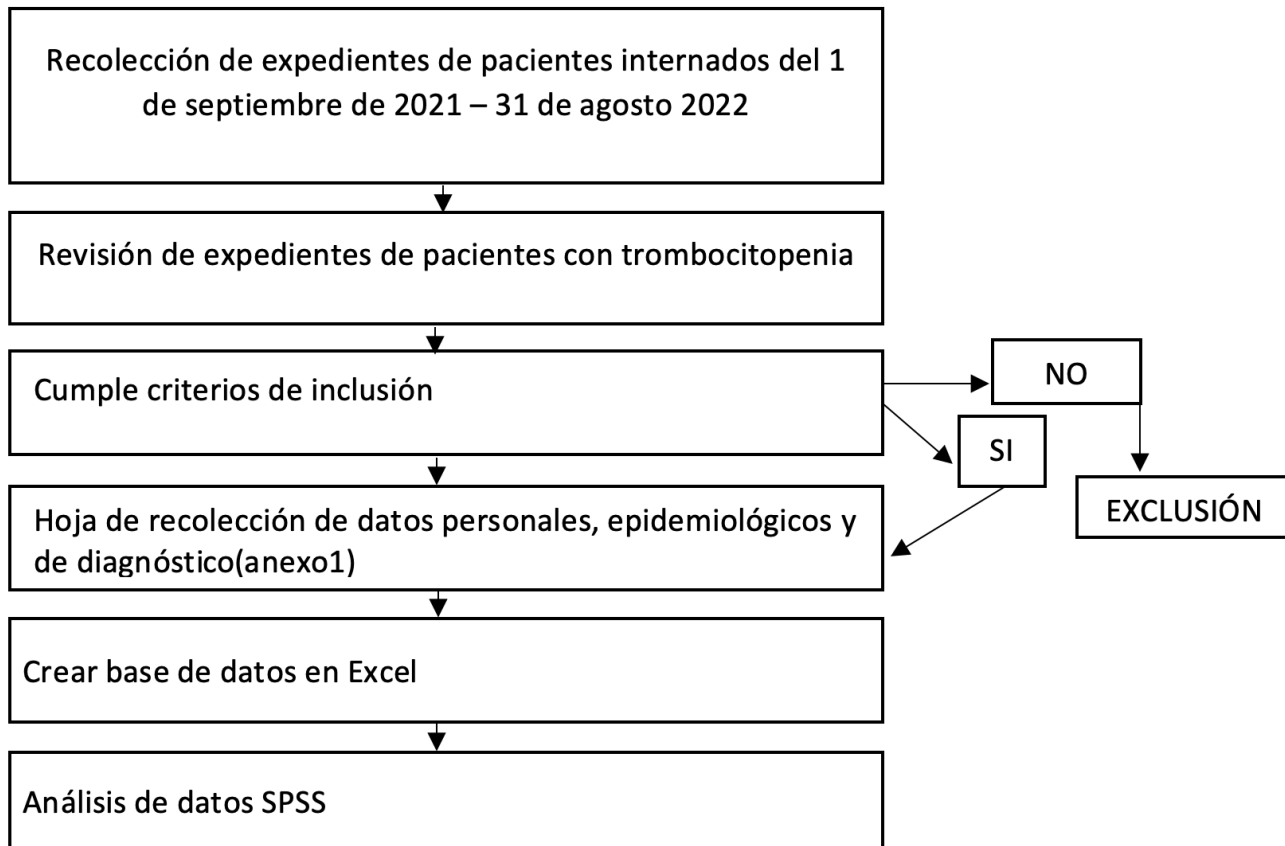 Recolección de expedientes de pacientes internados del 1
de septiembre de 2021 – 31 de agosto 2022
Revisión de expedientes de pacientes con trombocitopenia
Cumple criterios de inclusión
NO
SI
EXCLUSIÓN
Hoja de recolección de datos personales, epidemiológicos y
de diagnóstico(anexo1)
Crear base de datos en Excel
Análisis de datos SPSS